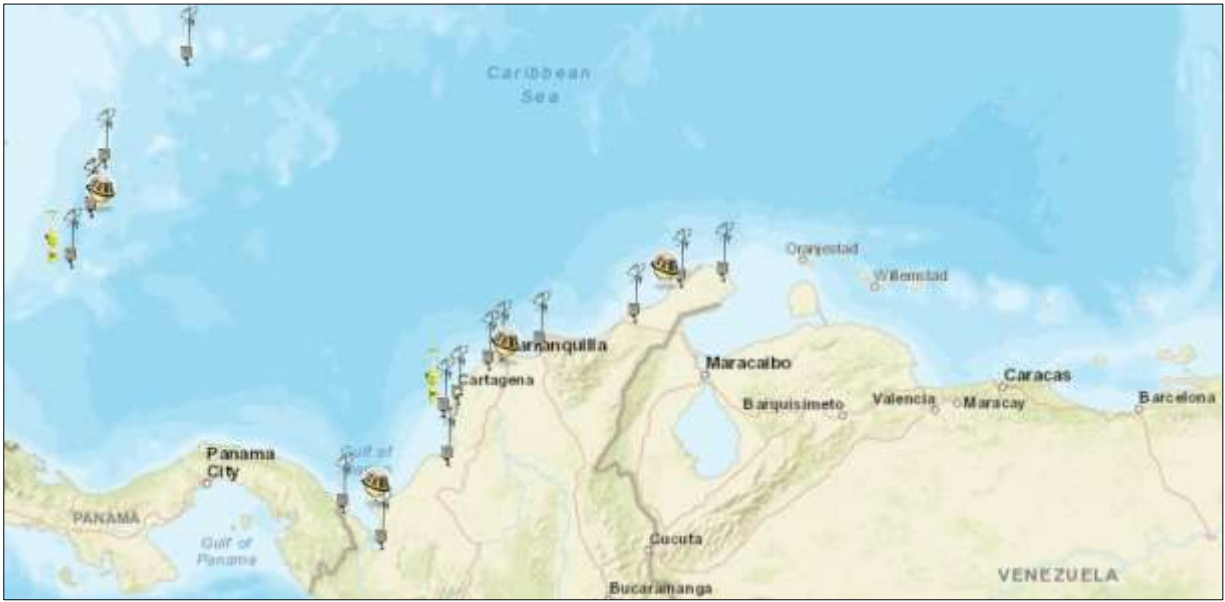 Caribbean
Sea
Oranjestad
Willemstad
Barranquilla
Maracaibo
Cartagena
Caracas
Barquisimeto
Valencia
Maracay
Barcelona
Gulf of
Panama
City
PANAMÁ
Gulf of
Panama
Cucuta
VENEZUELA
Bucaramanga